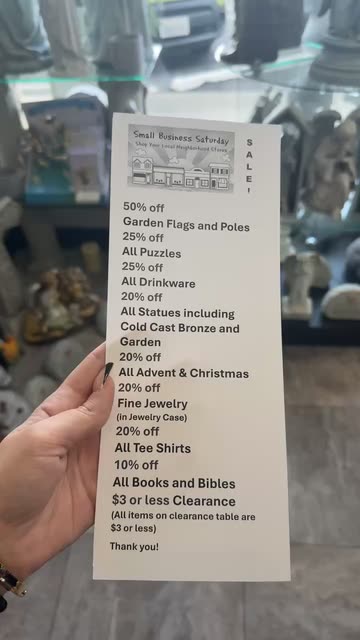 Small Business Saturday
Shop Your Local Neighborhood Stores
SALE!
50% off
Garden Flags and Poles
25% off
All Puzzles
25% off
All Drinkware
20% off
All Statues including
Cold Cast Bronze and
Garden
20% off
All Advent & Christmas
20% off
Fine Jewelry
(in Jewelry Case)
20% off
All Tee Shirts
10% off
All Books and Bibles
$3 or less Clearance
(All items on clearance table are
$3 or less)
Thank you!